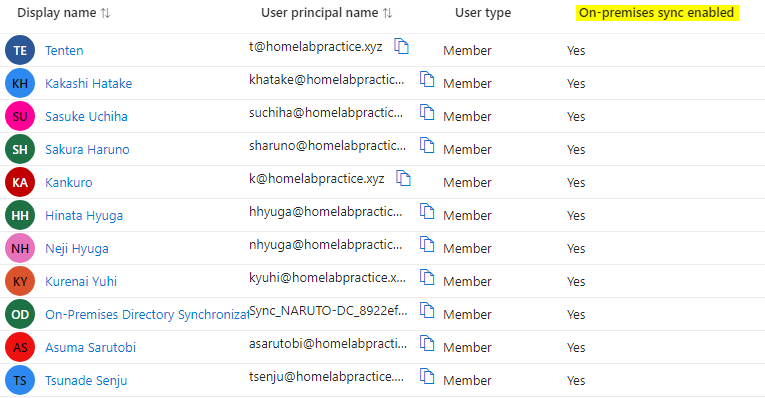 Display name User principal name User type On-premises sync enabled
TE Tenten t@homelabpractice.xyz Member Yes
KH Kakashi Hatake khatake@homelabpractic... Member Yes
SU Sasuke Uchiha suchiha@homelabpractic... Member Yes
SH Sakura Haruno sharuno@homelabpractic... Member Yes
KA Kankuro k@homelabpractice.xyz Member Yes
HH Hinata Hyuga hhyuga@homelabpractic... Member Yes
NH Neji Hyuga nhyuga@homelabpractic... Member Yes
KY Kurenai Yuhi kyuhi@homelabpractice.x... Member Yes
OD On-Premises Directory Synchronizat Sync_NARUTO-DC_8922ef... Member Yes
AS Asuma Sarutobi asarutobi@homelabpracti... Member Yes
TS Tsunade Senju tsenju@homelabpractice.... Member Yes